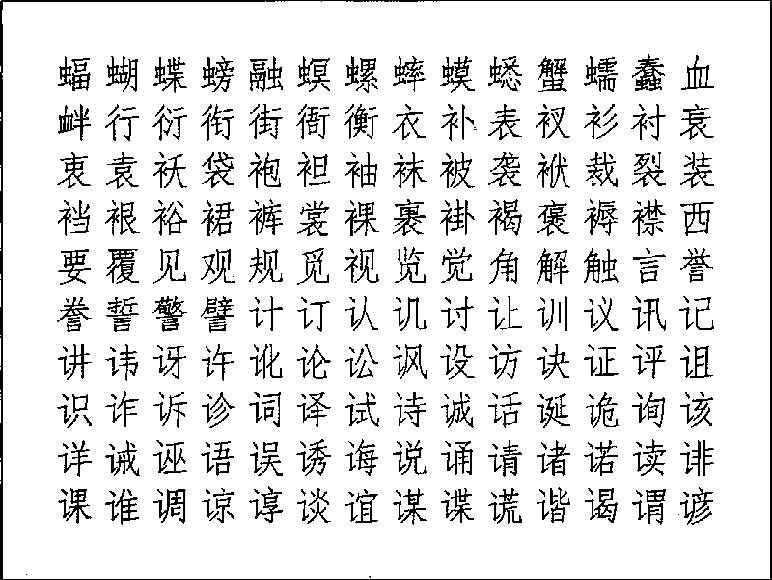 蝠蝴蝶螃融螟螺蟀蟆蟋蟹蠕蠢血
衅行衍衔街衙衡衣补表衩衫衬衰
衷袁袄袋袍袒袖袜被袭袱裁裂装
裆裉裕裙裤裳裸裹褂褐褒褥襟西
要覆见观规觅视览觉角解触言誉
誊誓警譬计订认讥讨让训议讯记
讲讳讶许讹论讼讽设访诀证评诅
识诈诉诊词译试诗诚话诞诡询该
详诫诬语误诱诲说诵请诸诺读诽
课谁调谅谆谈谊谋谍谎谐谒谓谚